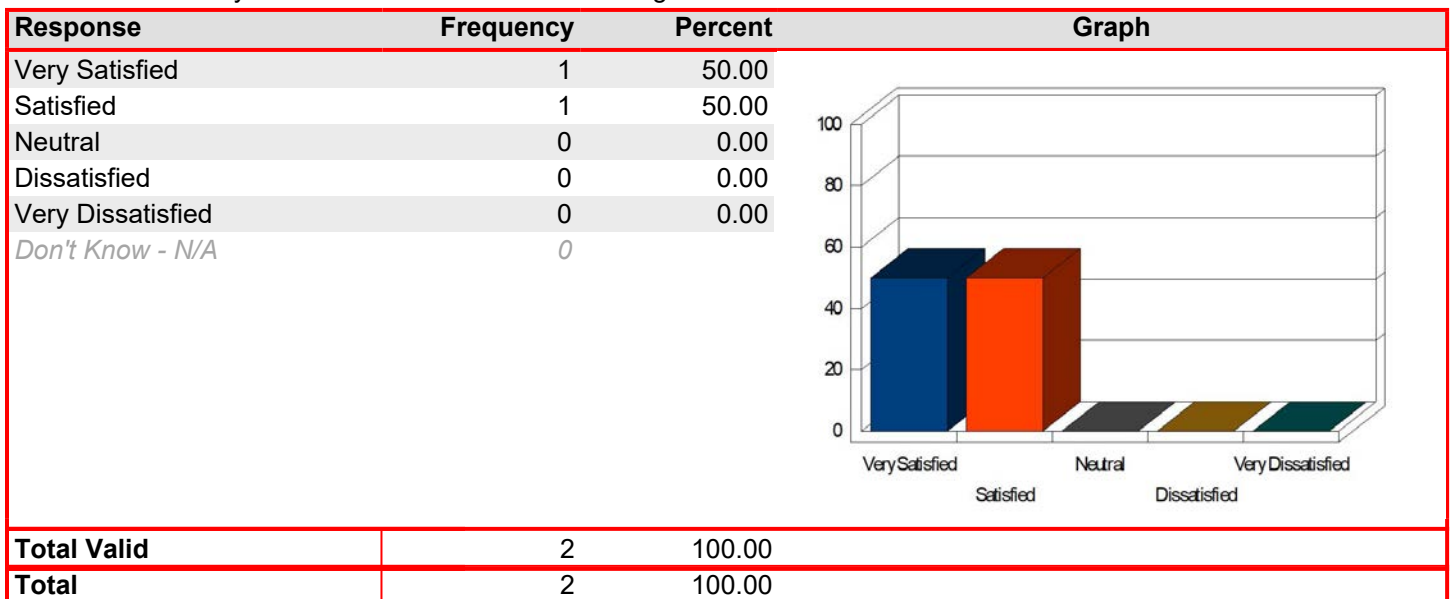 Response Frequency Percent Graph
Very Satisfied 1 50.00
Satisfied 1 50.00
Neutral 0 0.00
Dissatisfied 0 0.00
Very Dissatisfied 0 0.00
Don't Know - N/A 0
100
80
60
40
20
0
Very Satisfied Neutral Very Dissatisfied
Satisfied Dissatisfied
Total Valid 2 100.00
Total 2 100.00